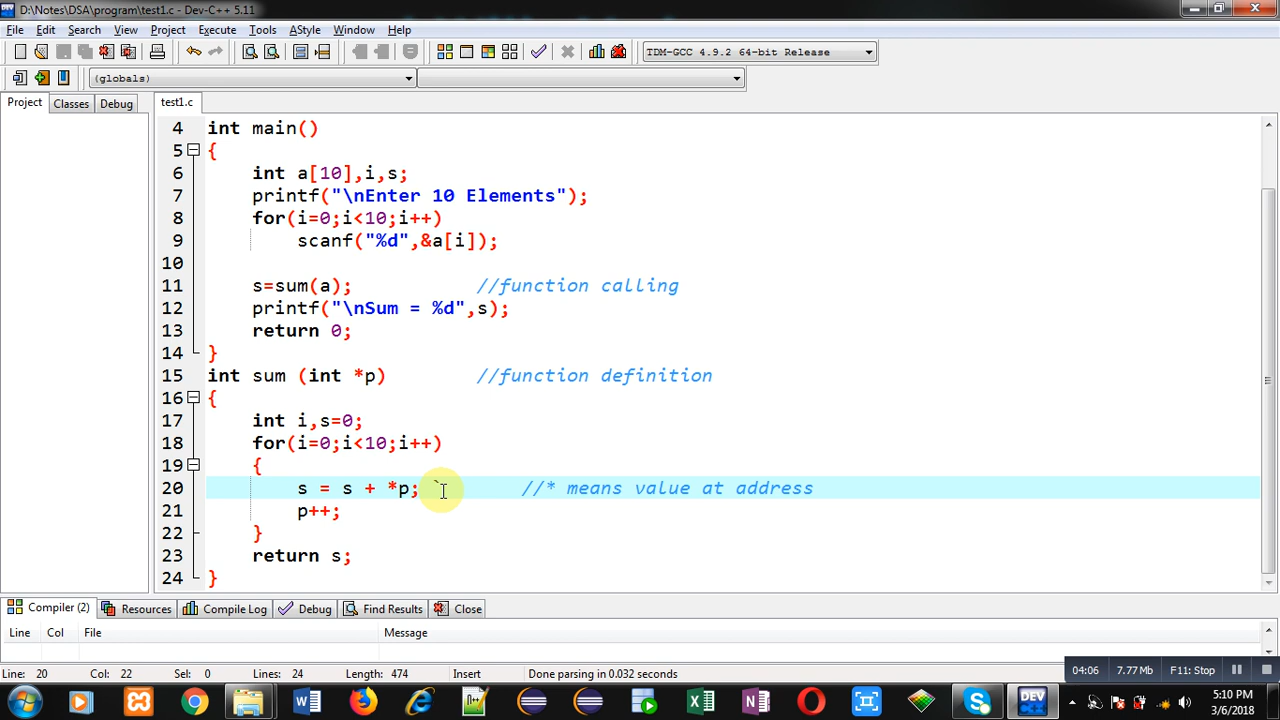 D:\Notes\DSA\program\test1.c - Dev-C++ 5.11
File Edit Search View Project Execute Tools AStyle Window Help
TDM-GCC 4.9.2 64-bit Release
(globals)
Project Classes Debug test1.c
4 int main()
5 {
6 int a[10],i,s;
7 printf("\nEnter 10 Elements");
8 for(i=0;i<10;i++)
9 scanf("%d",&a[i]);
10
11 s=sum(a); //function calling
12 printf("\nSum = %d",s);
13 return 0;
14 }
15 int sum (int *p) //function definition
16 {
17 int i,s=0;
18 for(i=0;i<10;i++)
19 {
20 s = s + *p; ` //* means value at address
21 p++;
22 }
23 return s;
24 }
Compiler (2) Resources Compile Log Debug Find Results Close
Line Col File Message
Line: 20 Col: 22 Sel: 0 Lines: 24 Length: 474 Insert Done parsing in 0.032 seconds
04:06 7.77 Mb F11: Stop
DEV
5:10 PM
3/6/2018